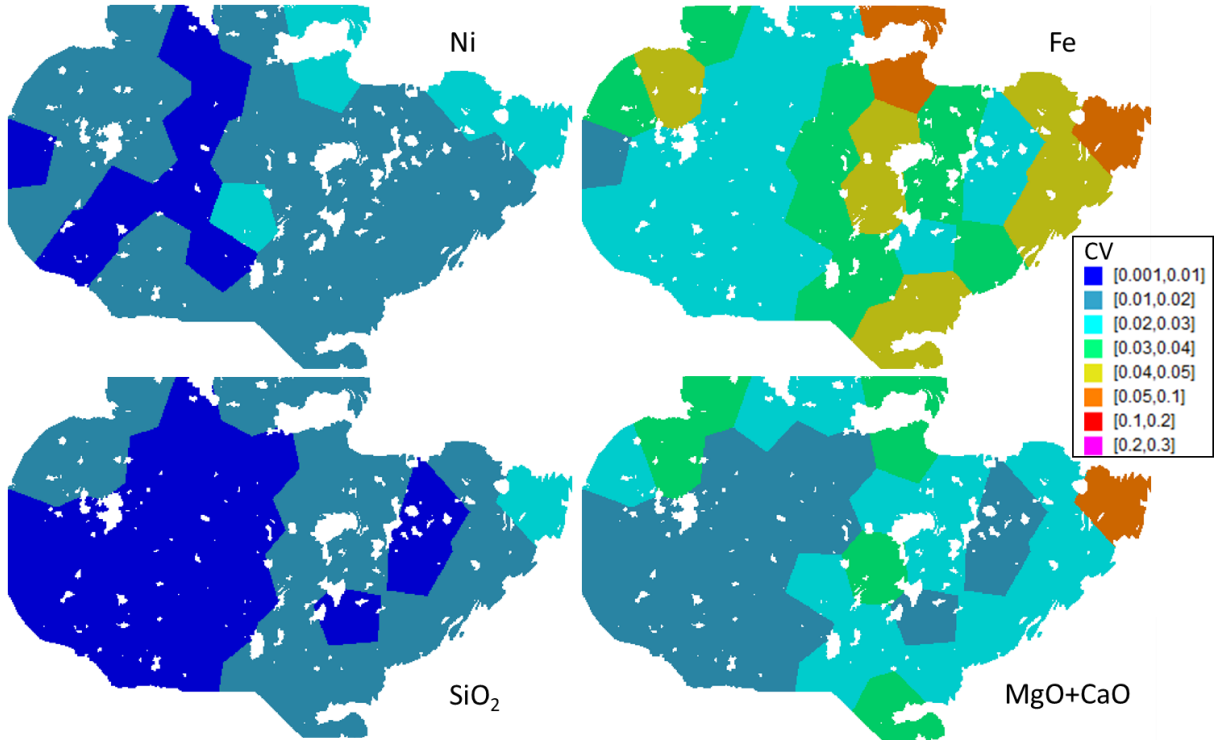 Ni
Fe
CV
[0.001,0.01]
[0.01,0.02]
[0.02,0.03]
[0.03,0.04]
[0.04,0.05]
[0.05,0.1]
[0.1,0.2]
[0.2,0.3]
SiO₂
MgO+CaO